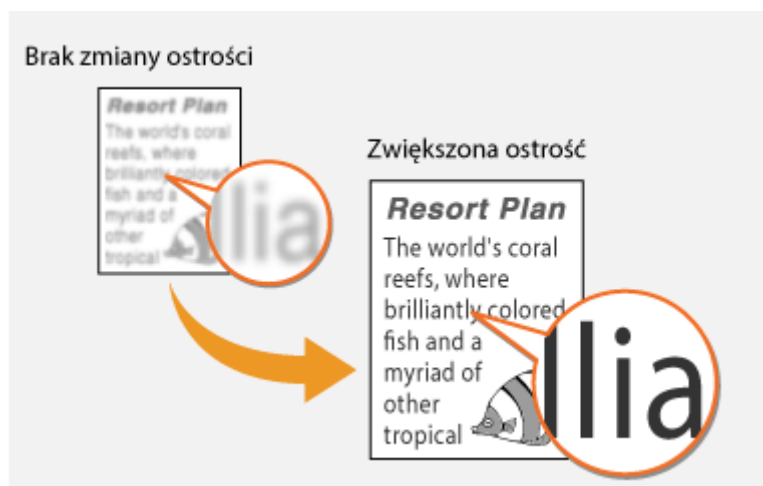 Brak zmiany ostrości
Resort Plan
The world's coral
reefs, where
brilliantly colored
fish and a
myriad of
other
tropical
lia
Zwiększona ostrość
Resort Plan
The world's coral
reefs, where
brilliantly colored
fish and a
myriad of
other
tropical
llia